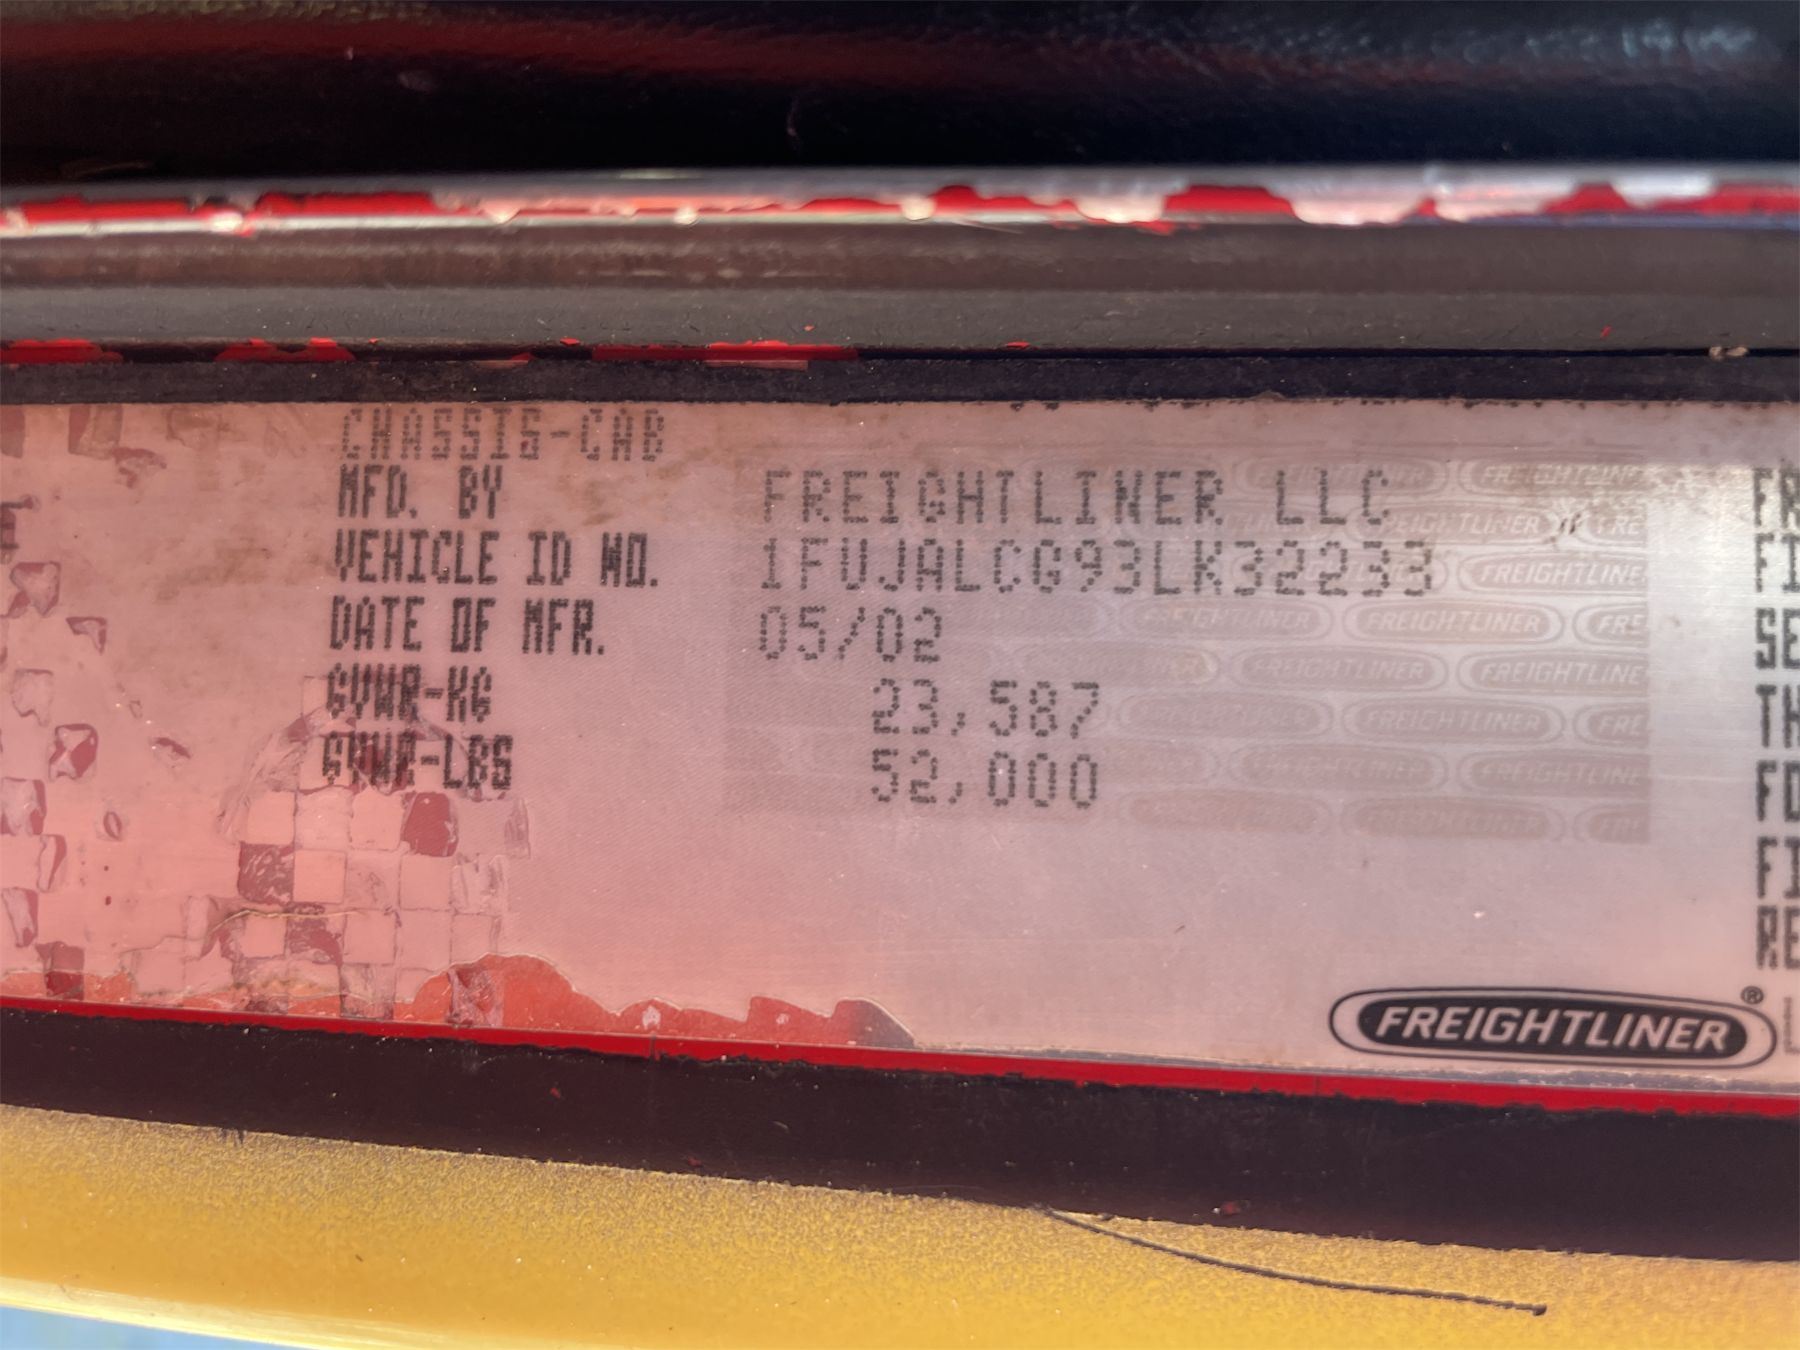 CHASSIS-CAB
MFD. BY FREIGHTLINER LLC
VEHICLE ID NO. 1FUJALCG93LK32233
DATE OF MFR. 05/02
GVWR-KG 23,587
GVWR-LBS 52,000
FREIGHTLINER®